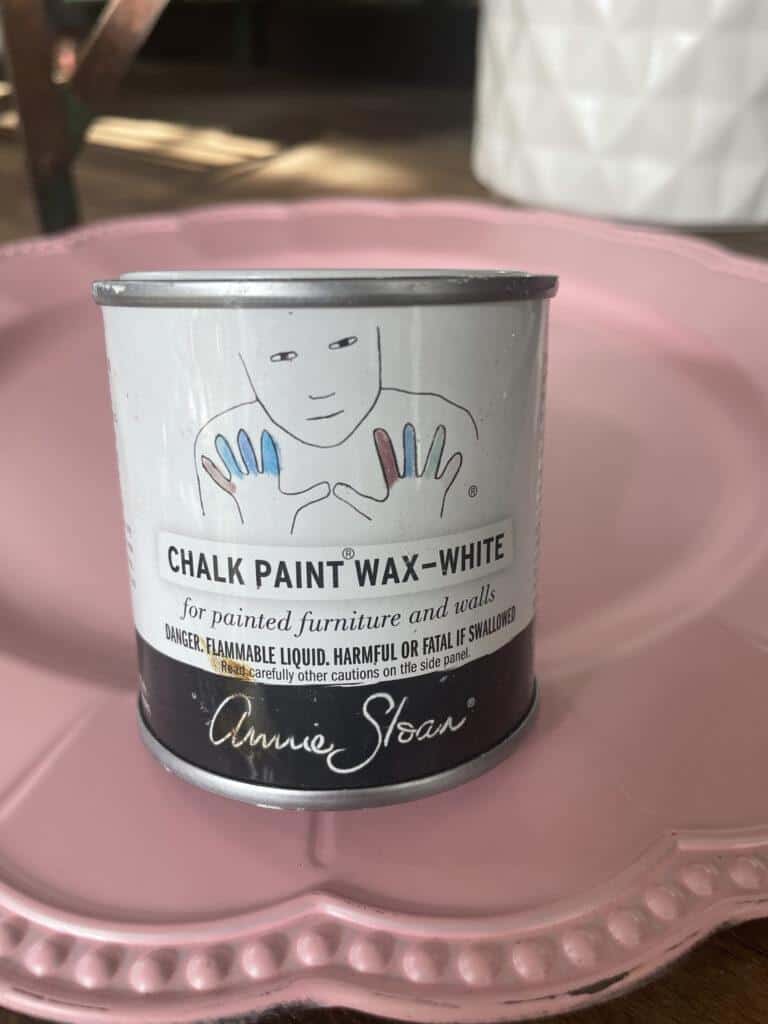 ®
CHALK PAINT® WAX–WHITE
for painted furniture and walls
DANGER. FLAMMABLE LIQUID. HARMFUL OR FATAL IF SWALLOWED
Read carefully other cautions on the side panel.
Annie Sloan®